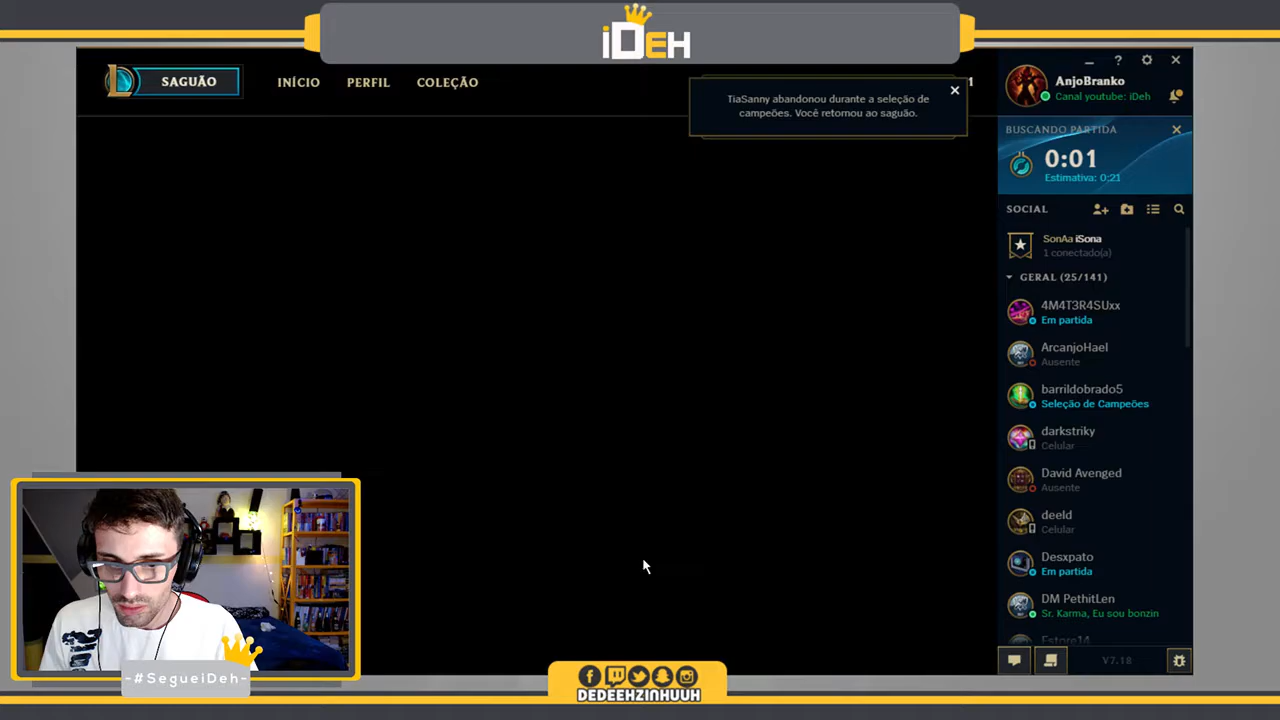 iDEH
SAGUÃO
INÍCIO
PERFIL
COLEÇÃO
TiaSanny abandonou durante a seleção de
campeões. Você retornou ao saguão.
1
AnjoBranko
Canal youtube: iDeh
BUSCANDO PARTIDA
0:01
Estimativa: 0:21
SOCIAL
SonAa iSona
1 conectado(a)
GERAL (25/141)
4M4T3R4SUxx
Em partida
ArcanjoHael
Ausente
barrildobrado5
Seleção de Campeões
darkstriky
Celular
David Avenged
Ausente
deeld
Celular
Desxpato
Em partida
DM PethitLen
Sr. Karma, Eu sou bonzin
V7.18
-#SegueiDeh-
DEDEEHZINHUUH